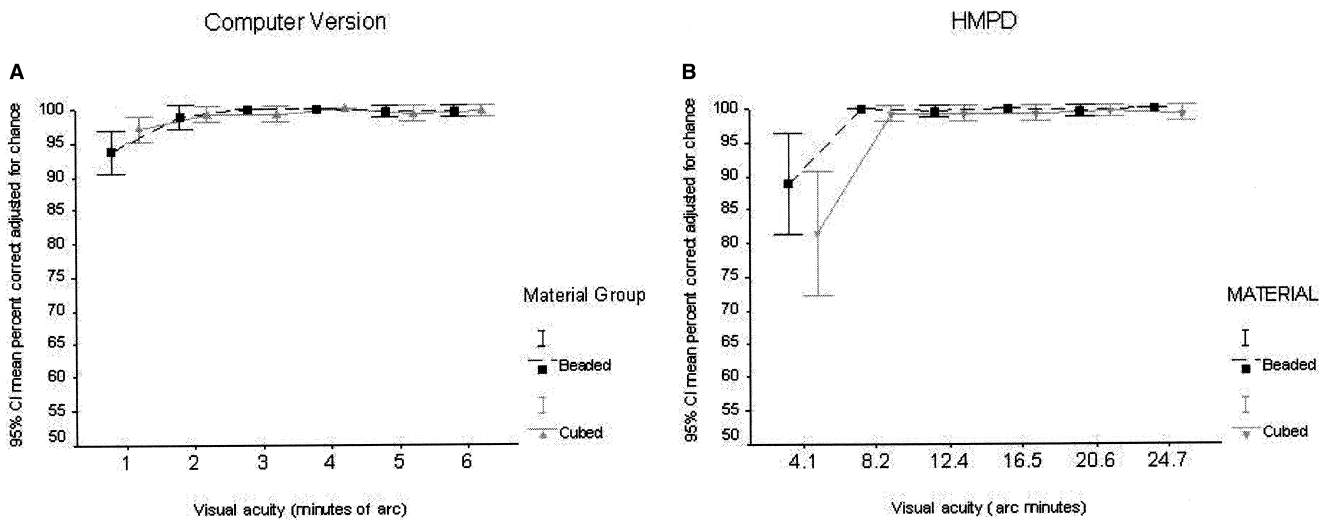 Computer Version
HMPD
A
B
95% CI mean percent correct adjusted for chance
100
95
90
85
80
75
70
65
60
55
50
1 2 3 4 5 6
Visual acuity (minutes of arc)
Material Group
Beaded
Cubed
95% CI mean percent correct adjusted for chance
100
95
90
85
80
75
70
65
60
55
50
4.1 8.2 12.4 16.5 20.6 24.7
Visual acuity (arc minutes)
MATERIAL
Beaded
Cubed